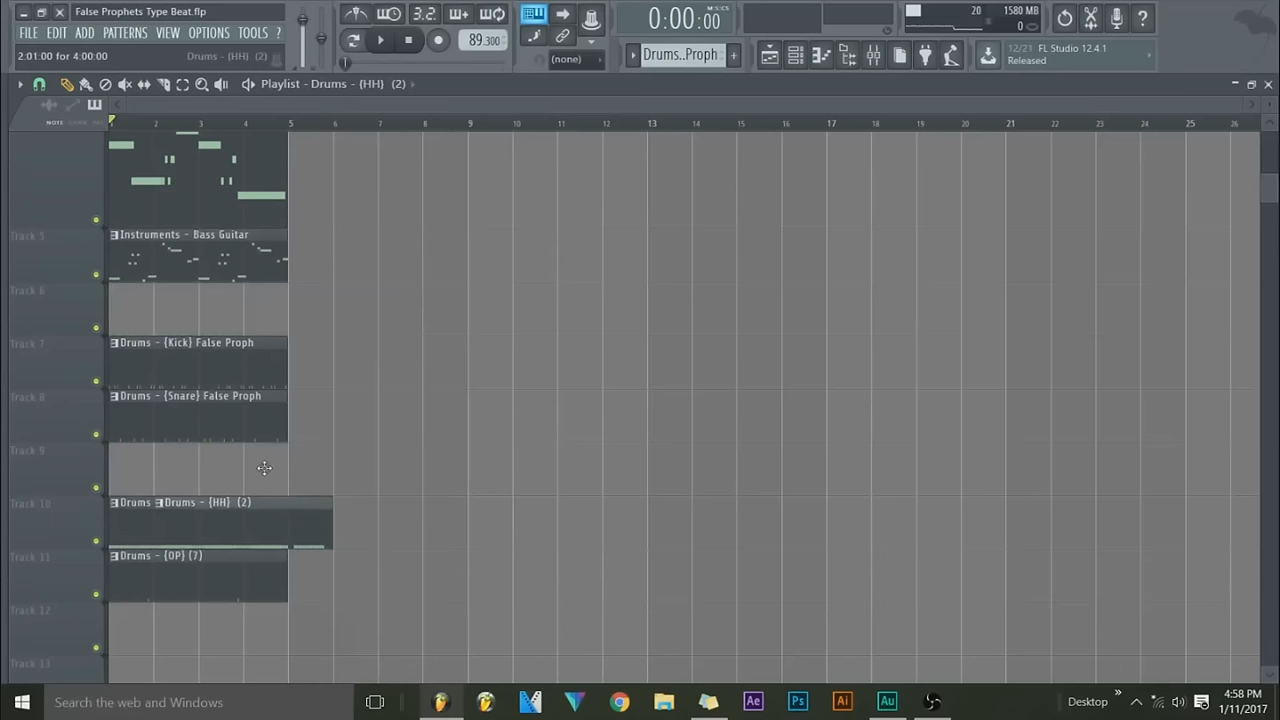 False Prophets Type Beat.flp
FILE EDIT ADD PATTERNS VIEW OPTIONS TOOLS ?
2:01:00 for 4:00:00 Drums - {HH} (2)
3.2
89.300
0:00:00
(none)
Drums..Proph
20
1580 MB
0
12/21 FL Studio 12.4.1
Released
Playlist - Drums - {HH} (2)
NOTE
1 2 3 4 5 6 7 8 9 10 11 12 13 14 15 16 17 18 19 20 21 22 23 24 25 26
Track 5
Instruments - Bass Guitar
Track 6
Track 7
Drums - {Kick} False Proph
Track 8
Drums - {Snare} False Proph
Track 9
Track 10
Drums
Drums - {HH} (2)
Track 11
Drums - {OP} (7)
Track 12
Track 13
Search the web and Windows
Ae
Ps
Ai
Au
Desktop
4:58 PM
1/11/2017